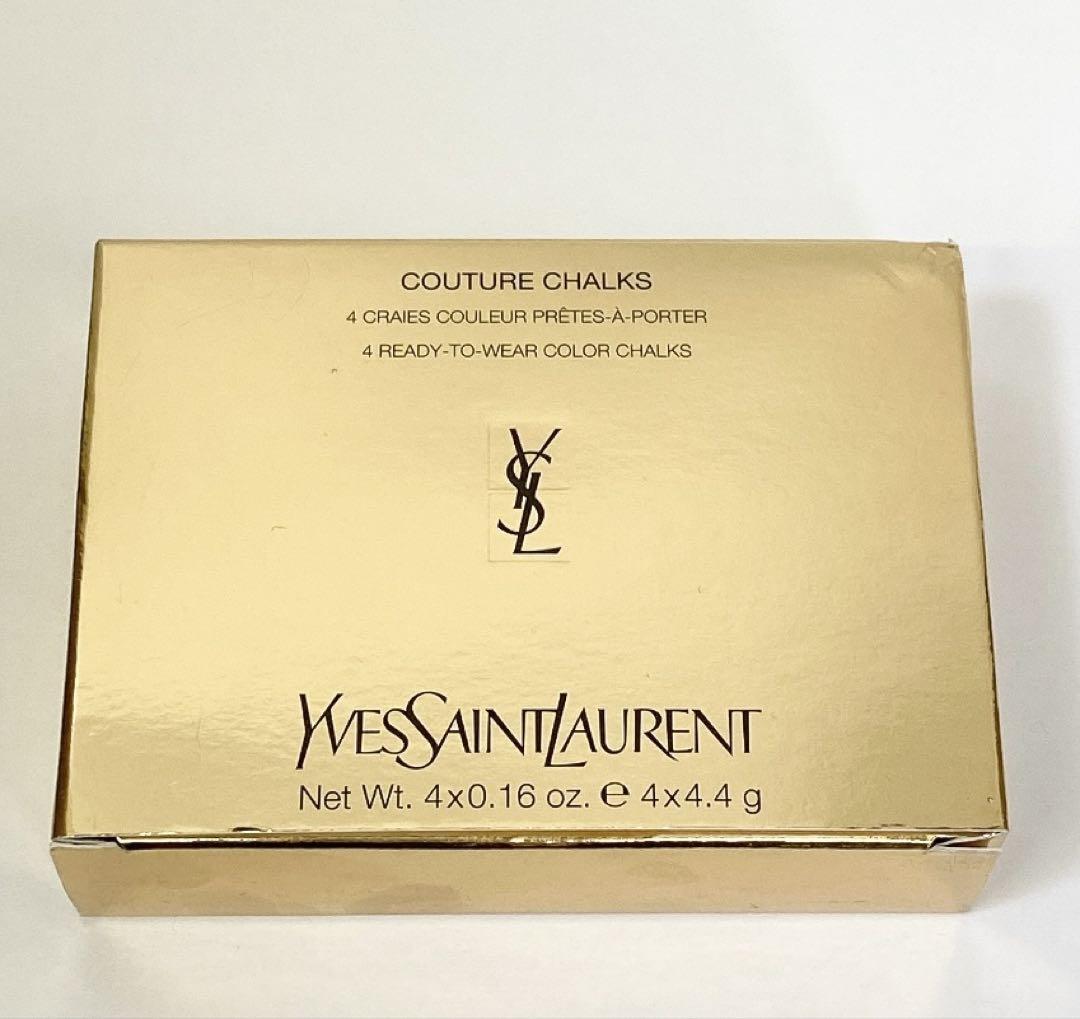 COUTURE CHALKS
4 CRAIES COULEUR PRÊTES-À-PORTER
4 READY-TO-WEAR COLOR CHALKS
YSL
YVESSAINTLAURENT
Net Wt. 4x0.16 oz. ℮ 4x4.4 g